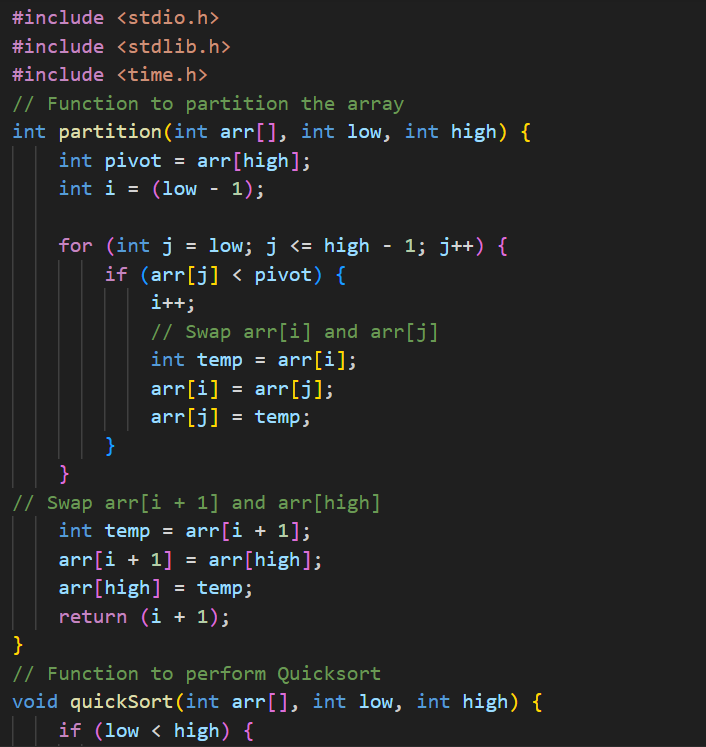 #include <stdio.h>
#include <stdlib.h>
#include <time.h>
// Function to partition the array
int partition(int arr[], int low, int high) {
    int pivot = arr[high];
    int i = (low - 1);

    for (int j = low; j <= high - 1; j++) {
        if (arr[j] < pivot) {
            i++;
            // Swap arr[i] and arr[j]
            int temp = arr[i];
            arr[i] = arr[j];
            arr[j] = temp;
        }
    }
// Swap arr[i + 1] and arr[high]
    int temp = arr[i + 1];
    arr[i + 1] = arr[high];
    arr[high] = temp;
    return (i + 1);
}
// Function to perform Quicksort
void quickSort(int arr[], int low, int high) {
    if (low < high) {